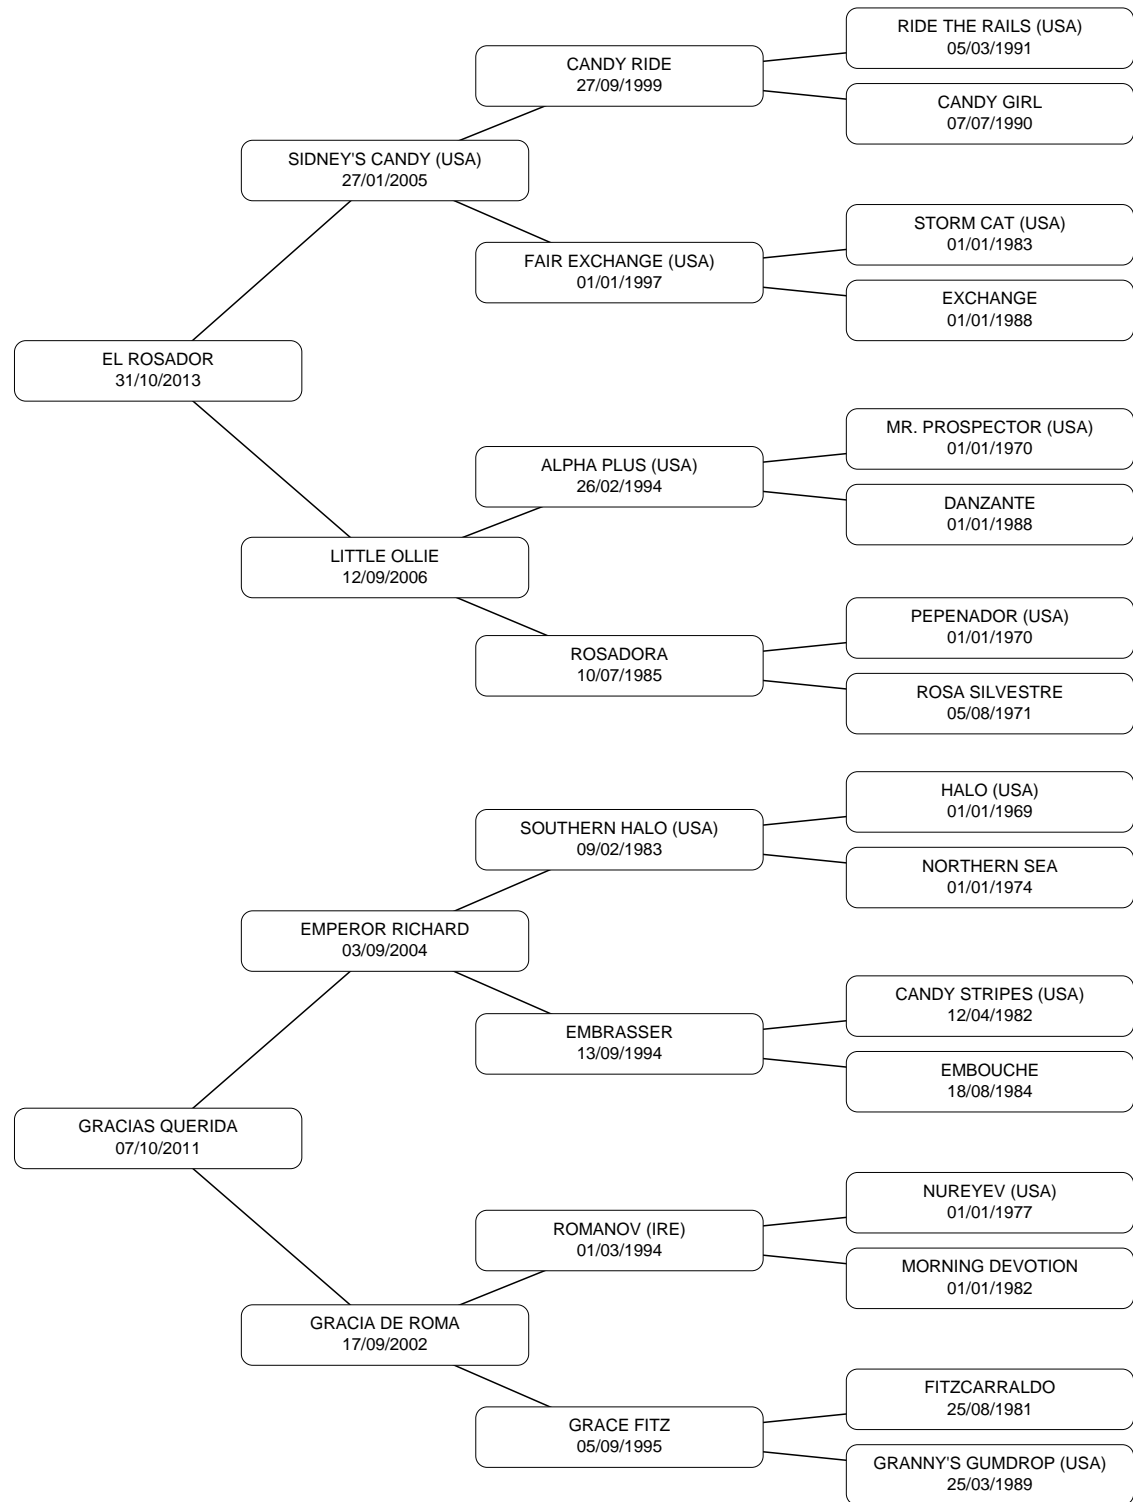 RIDE THE RAILS (USA)
05/03/1991
CANDY RIDE
27/09/1999
CANDY GIRL
07/07/1990
SIDNEY'S CANDY (USA)
27/01/2005
STORM CAT (USA)
01/01/1983
FAIR EXCHANGE (USA)
01/01/1997
EXCHANGE
01/01/1988
EL ROSADOR
31/10/2013
MR. PROSPECTOR (USA)
01/01/1970
ALPHA PLUS (USA)
26/02/1994
DANZANTE
01/01/1988
LITTLE OLLIE
12/09/2006
PEPENADOR (USA)
01/01/1970
ROSADORA
10/07/1985
ROSA SILVESTRE
05/08/1971
HALO (USA)
01/01/1969
SOUTHERN HALO (USA)
09/02/1983
NORTHERN SEA
01/01/1974
EMPEROR RICHARD
03/09/2004
CANDY STRIPES (USA)
12/04/1982
EMBRASSER
13/09/1994
EMBOUCHE
18/08/1984
GRACIAS QUERIDA
07/10/2011
NUREYEV (USA)
01/01/1977
ROMANOV (IRE)
01/03/1994
MORNING DEVOTION
01/01/1982
GRACIA DE ROMA
17/09/2002
FITZCARRALDO
25/08/1981
GRACE FITZ
05/09/1995
GRANNY'S GUMDROP (USA)
25/03/1989